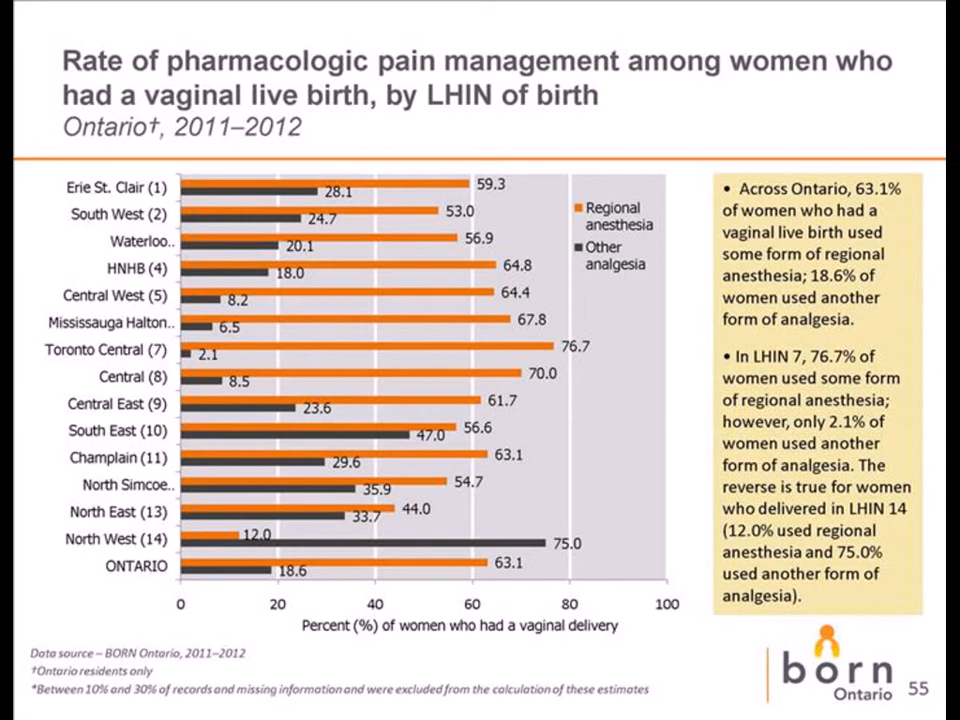 Rate of pharmacologic pain management among women who
had a vaginal live birth, by LHIN of birth
Ontario†, 2011–2012
Erie St. Clair (1) 59.3 28.1
South West (2) 53.0 24.7
Waterloo.. 56.9 20.1
HNHB (4) 64.8 18.0
Central West (5) 64.4 8.2
Mississauga Halton.. 67.8 6.5
Toronto Central (7) 76.7 2.1
Central (8) 70.0 8.5
Central East (9) 61.7 23.6
South East (10) 56.6 47.0
Champlain (11) 63.1 29.6
North Simcoe.. 54.7 35.9
North East (13) 44.0 33.7
North West (14) 12.0 75.0
ONTARIO 63.1 18.6
0 20 40 60 80 100
Percent (%) of women who had a vaginal delivery
Regional
anesthesia
Other
analgesia
• Across Ontario, 63.1%
of women who had a
vaginal live birth used
some form of regional
anesthesia; 18.6% of
women used another
form of analgesia.
• In LHIN 7, 76.7% of
women used some form
of regional anesthesia;
however, only 2.1% of
women used another
form of analgesia. The
reverse is true for women
who delivered in LHIN 14
(12.0% used regional
anesthesia and 75.0%
used another form of
analgesia).
Data source – BORN Ontario, 2011–2012
†Ontario residents only
*Between 10% and 30% of records and missing information and were excluded from the calculation of these estimates
born
Ontario
55